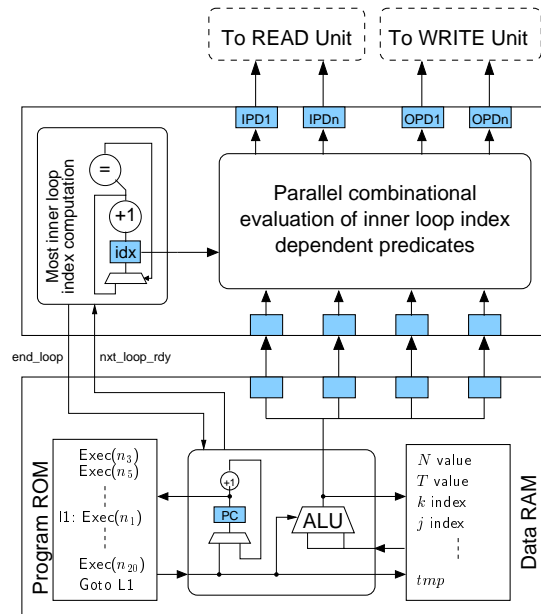 To READ Unit
To WRITE Unit
IPD1
IPDn
OPD1
OPDn
Most inner loop
index computation
=
+1
idx
Parallel combinational
evaluation of inner loop index
dependent predicates
end_loop
nxt_loop_rdy
Program ROM
Exec(n₃)
Exec(n₅)
l1: Exec(n₁)
Exec(n₂₀)
Goto L1
+1
PC
ALU
N value
T value
k index
j index
tmp
Data RAM